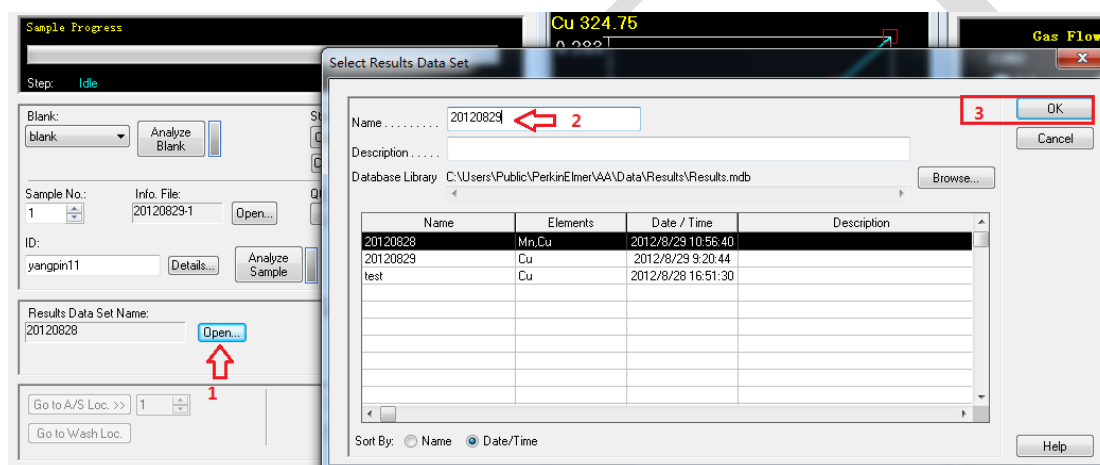 Sample Progress
Step: Idle
Cu 324.75
0.283
Gas Flow
Select Results Data Set
Blank:
blank
Analyze Blank
Sample No.:
Info. File:
1
20120829-1
Open...
ID:
yangpin11
Details...
Analyze Sample
Results Data Set Name:
20120828
Open...
1
Go to A/S Loc. >>
1
Go to Wash Loc.
Name.........
20120829
2
3
OK
Description.....
Cancel
Database Library C:\Users\Public\PerkinElmer\AA\Data\Results\Results.mdb
Browse...
Name Elements Date / Time Description
20120828 Mn,Cu 2012/8/29 10:56:40
20120829 Cu 2012/8/29 9:20:44
test Cu 2012/8/28 16:51:30
Sort By: Name Date/Time
Help